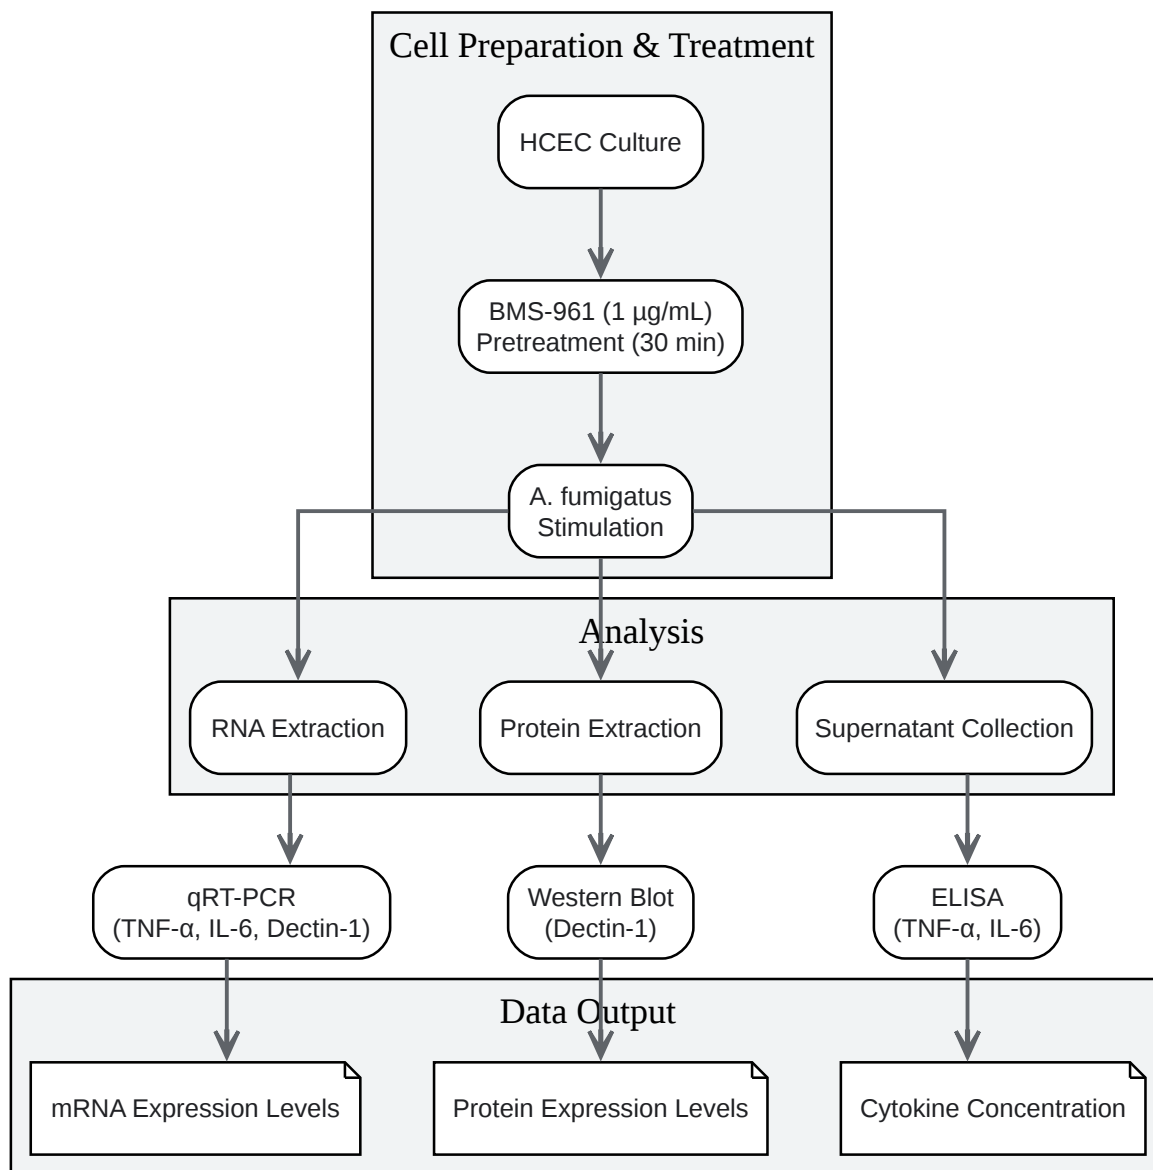 Cell Preparation & Treatment
HCEC Culture
BMS-961 (1 µg/mL)
Pretreatment (30 min)
A. fumigatus
Stimulation
Analysis
RNA Extraction
Protein Extraction
Supernatant Collection
qRT-PCR
(TNF-α, IL-6, Dectin-1)
Western Blot
(Dectin-1)
ELISA
(TNF-α, IL-6)
Data Output
mRNA Expression Levels
Protein Expression Levels
Cytokine Concentration